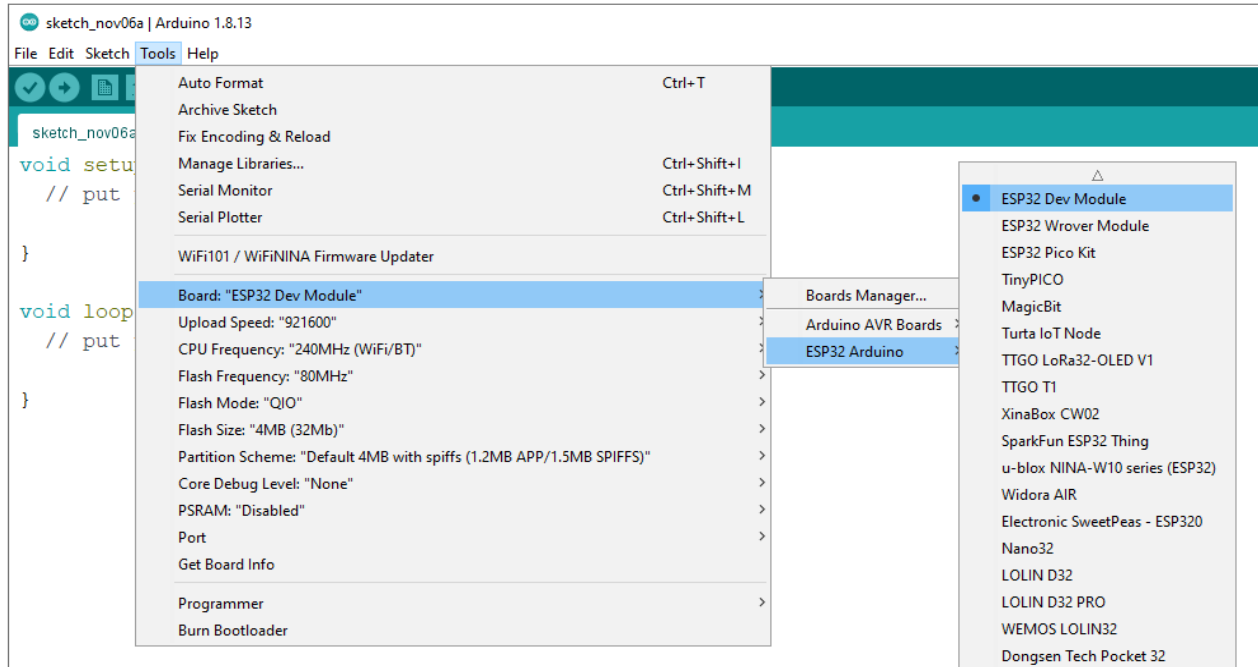 sketch_nov06a | Arduino 1.8.13
File Edit Sketch Tools Help
sketch_nov06a
void setu
// put
}
void loop
// put
}
Auto Format Ctrl+T
Archive Sketch
Fix Encoding & Reload
Manage Libraries... Ctrl+Shift+I
Serial Monitor Ctrl+Shift+M
Serial Plotter Ctrl+Shift+L
WiFi101 / WiFiNINA Firmware Updater
Board: "ESP32 Dev Module"
Upload Speed: "921600"
CPU Frequency: "240MHz (WiFi/BT)"
Flash Frequency: "80MHz"
Flash Mode: "QIO"
Flash Size: "4MB (32Mb)"
Partition Scheme: "Default 4MB with spiffs (1.2MB APP/1.5MB SPIFFS)"
Core Debug Level: "None"
PSRAM: "Disabled"
Port
Get Board Info
Programmer
Burn Bootloader
Boards Manager...
Arduino AVR Boards
ESP32 Arduino
ESP32 Dev Module
ESP32 Wrover Module
ESP32 Pico Kit
TinyPICO
MagicBit
Turta IoT Node
TTGO LoRa32-OLED V1
TTGO T1
XinaBox CW02
SparkFun ESP32 Thing
u-blox NINA-W10 series (ESP32)
Widora AIR
Electronic SweetPeas - ESP320
Nano32
LOLIN D32
LOLIN D32 PRO
WEMOS LOLIN32
Dongsen Tech Pocket 32